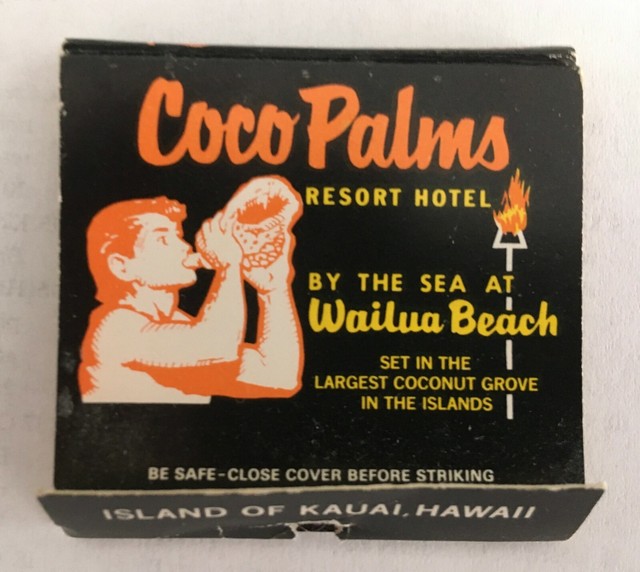 Coco Palms
RESORT HOTEL
BY THE SEA AT
Wailua Beach
SET IN THE
LARGEST COCONUT GROVE
IN THE ISLANDS
BE SAFE-CLOSE COVER BEFORE STRIKING
ISLAND OF KAUAI, HAWAII